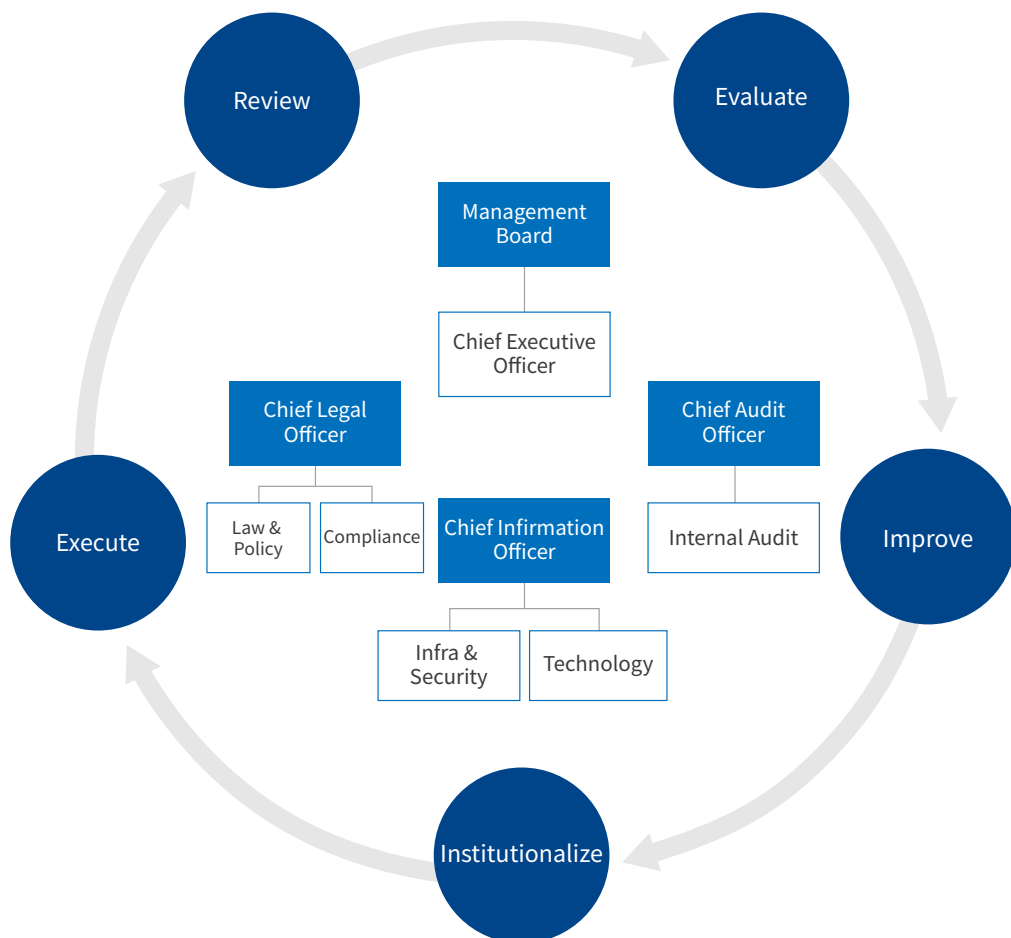 Review
Evaluate
Management
Board
Chief Executive
Officer
Chief Legal
Officer
Chief Audit
Officer
Law &
Policy
Compliance
Chief Infirmation
Officer
Internal Audit
Execute
Improve
Infra &
Security
Technology
Institutionalize